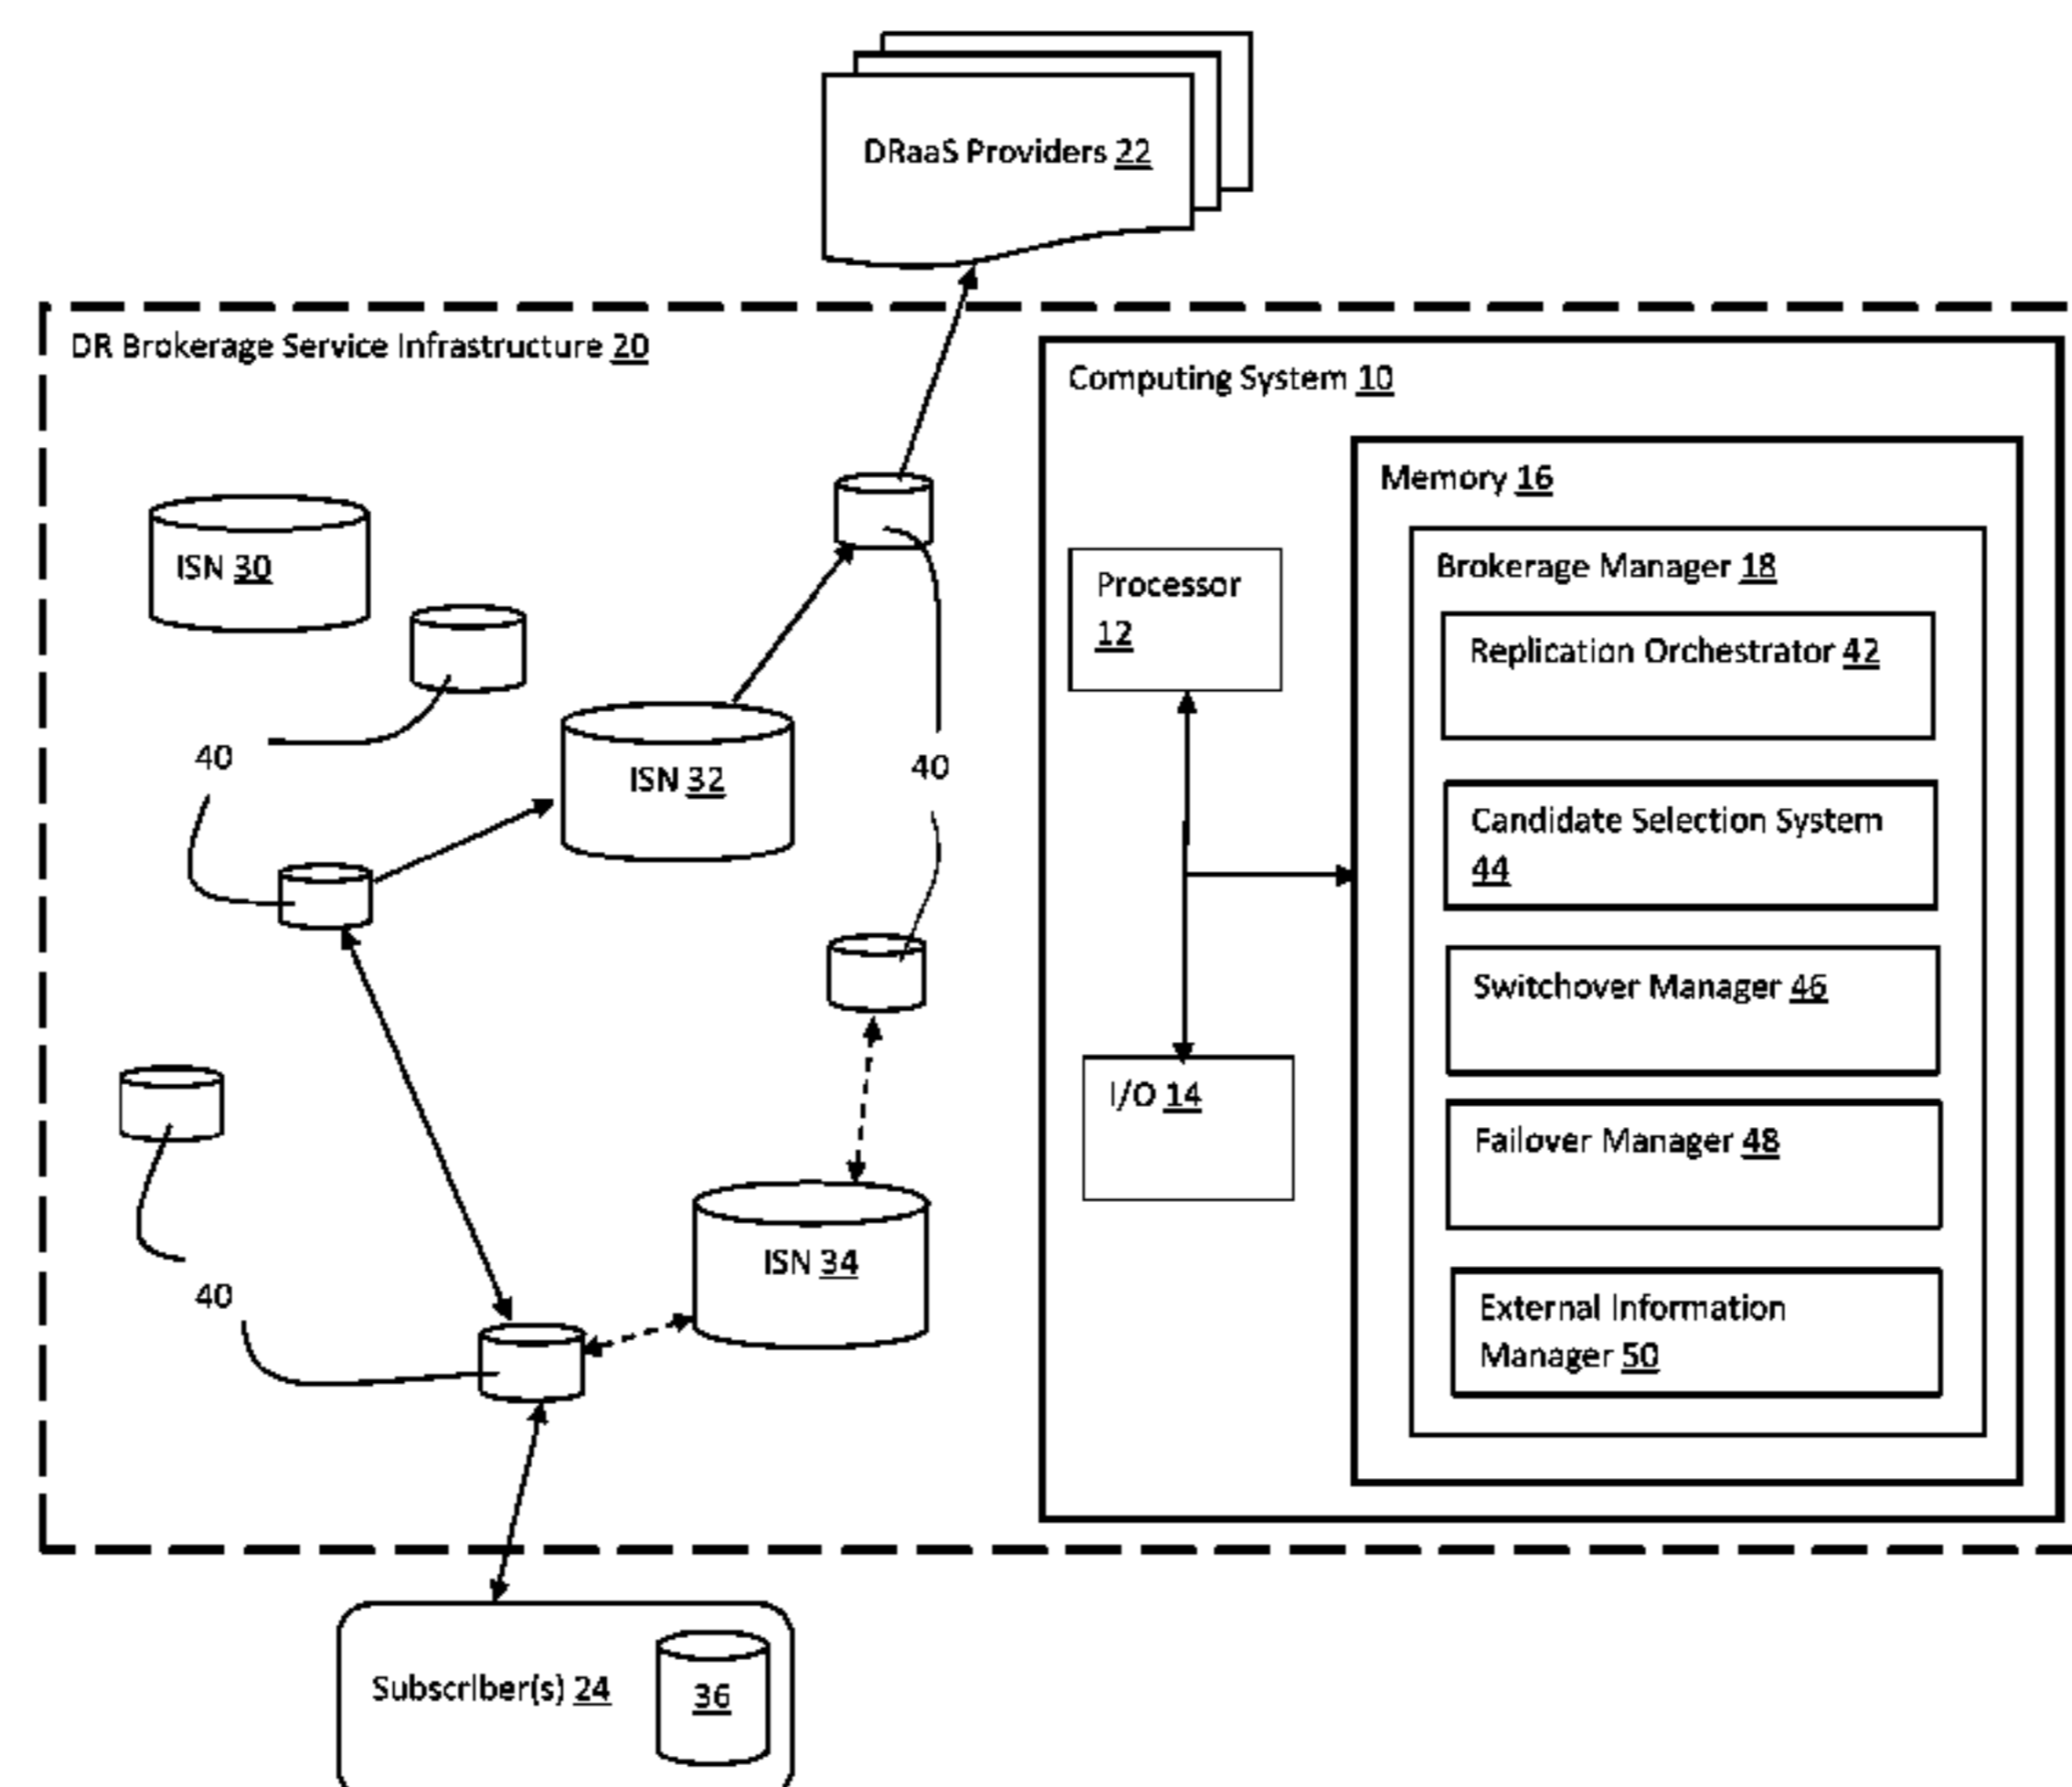 DRaaS Providers 22
DR Brokerage Service Infrastructure 20
Computing System 10
Memory 16
ISN 30
Processor
12
Brokerage Manager 18
Replication Orchestrator 42
40
ISN 32
40
Candidate Selection System
44
Switchover Manager 46
I/O 14
Failover Manager 48
ISN 34
40
External Information
Manager 50
Subscriber(s) 24
36